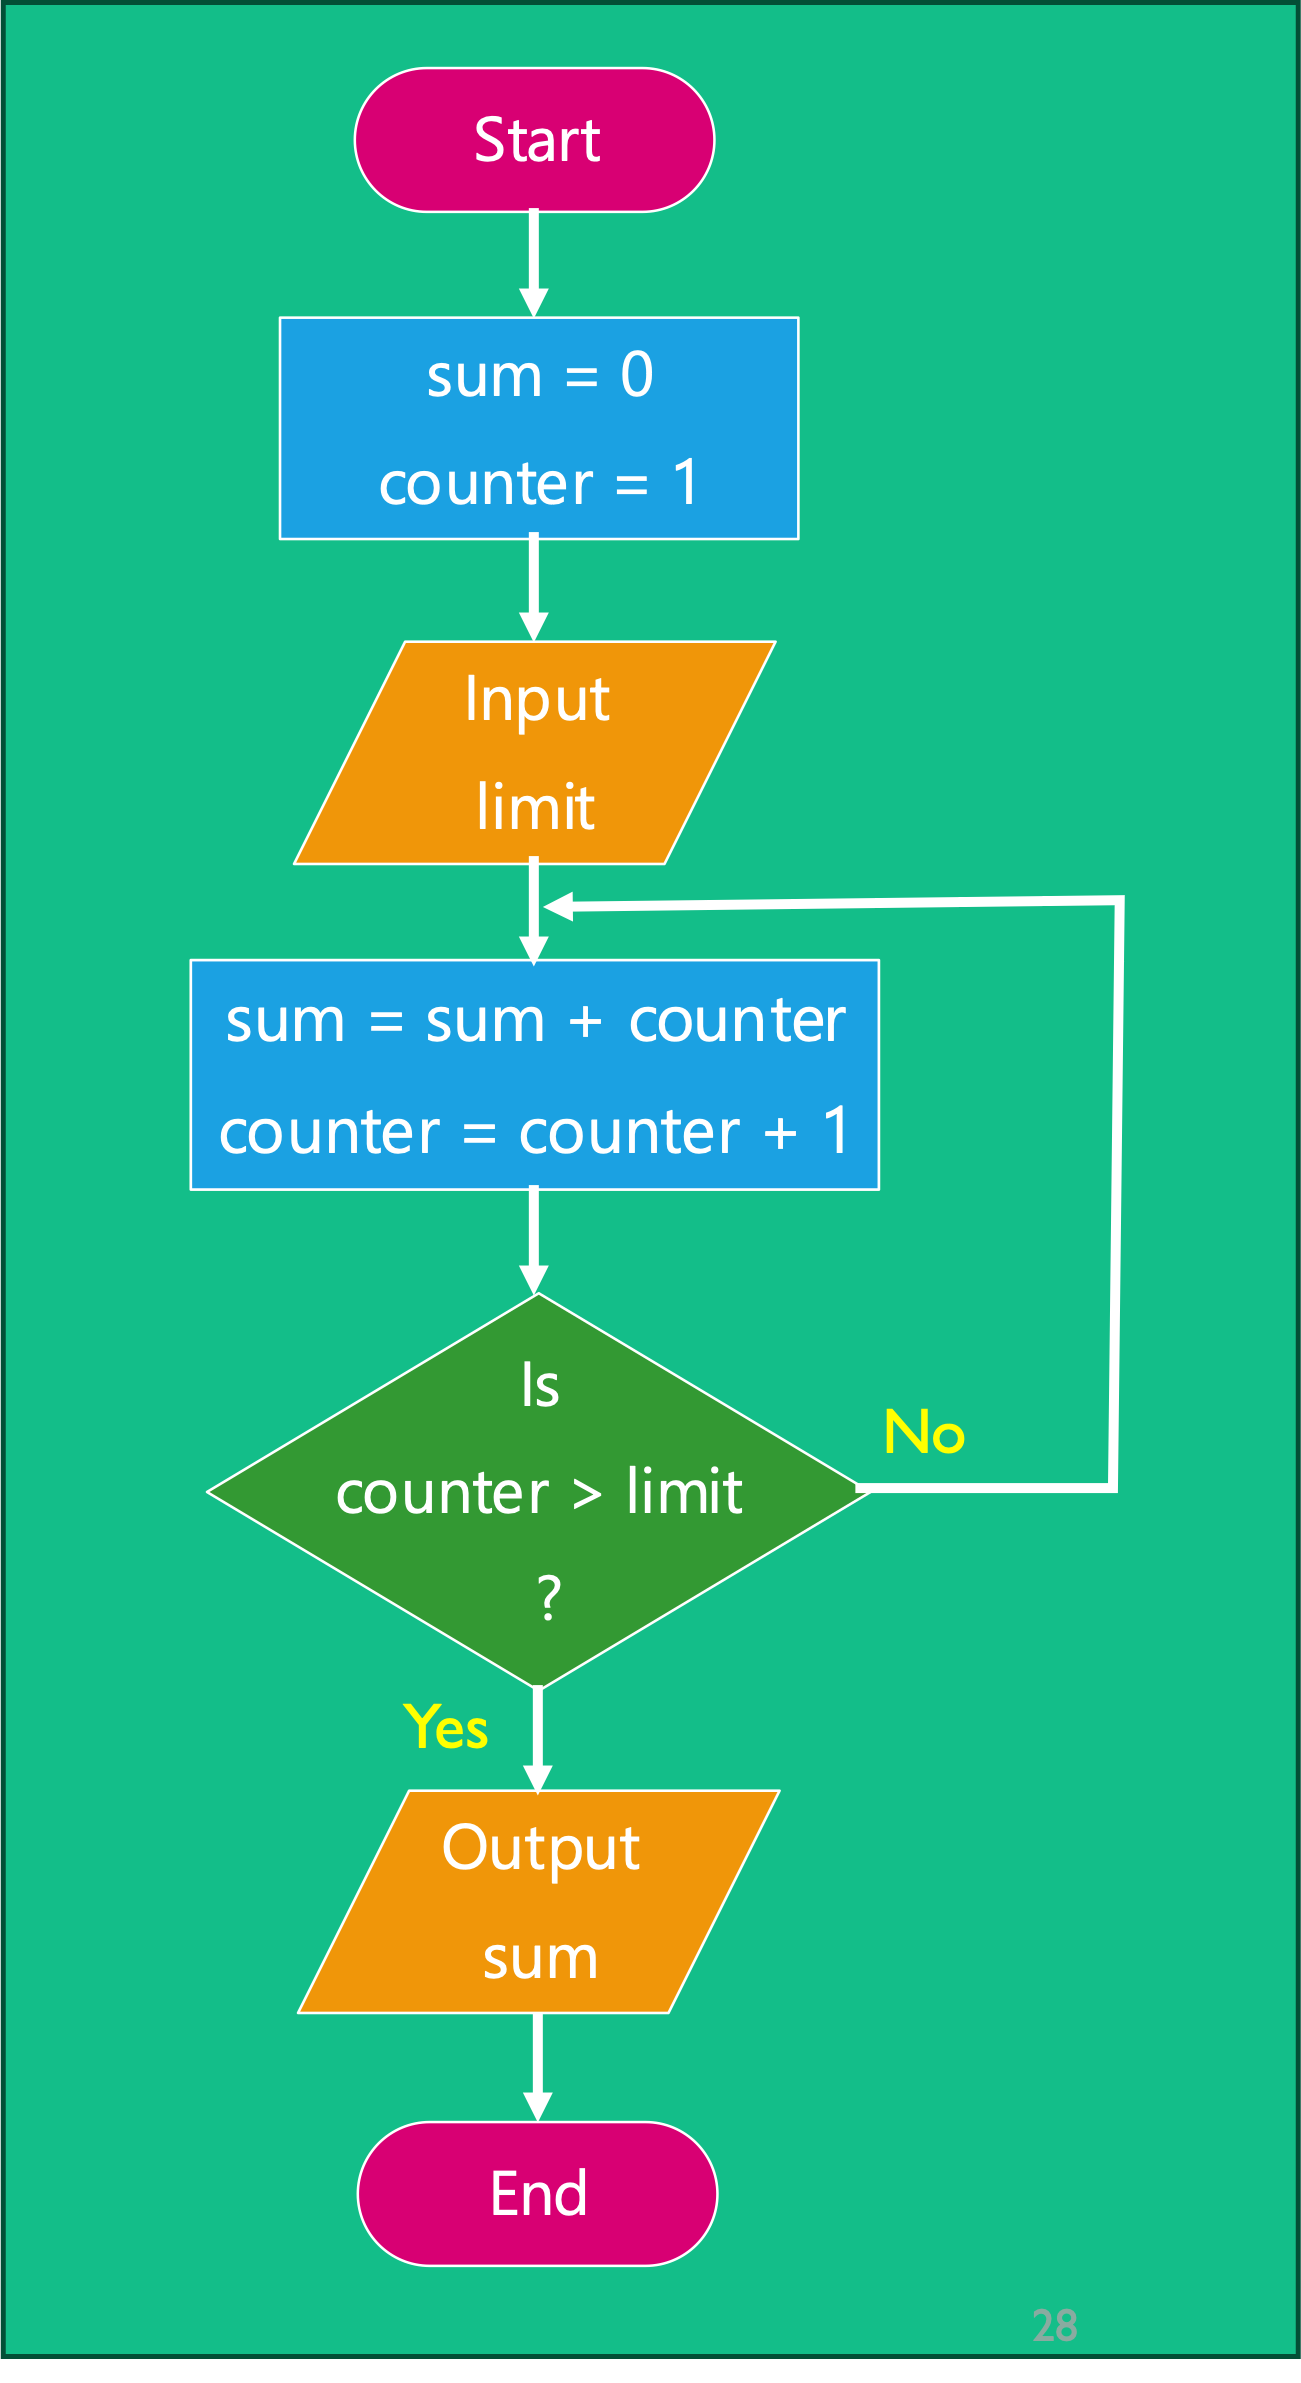 Start
sum = 0
counter = 1
Input
limit
sum = sum + counter
counter = counter + 1
Is
counter > limit
?
No
Yes
Output
sum
End
28